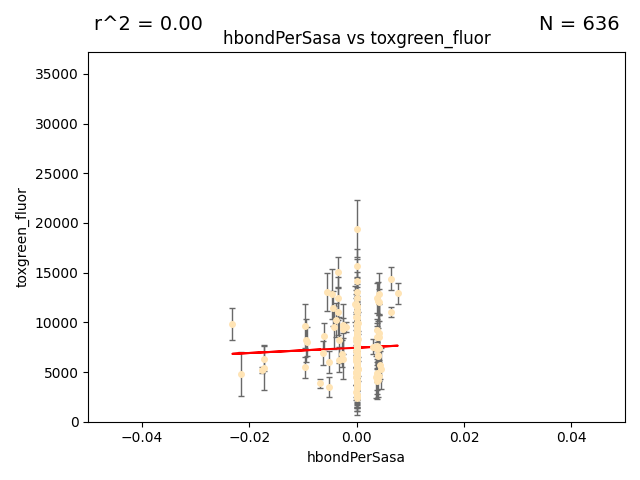 r^2 = 0.00
N = 636
hbondPerSasa vs toxgreen_fluor
35000
30000
25000
20000
15000
10000
5000
0
toxgreen_fluor
−0.04
−0.02
0.00
0.02
0.04
hbondPerSasa